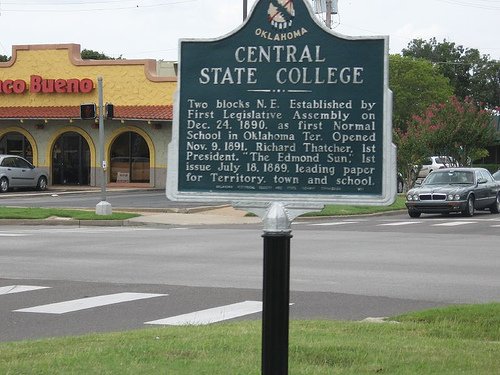 OKLAHOMA
CENTRAL
STATE COLLEGE
Two blocks N.E. Established by
First Legislative Assembly on
Dec. 24, 1890, as first Normal
School in Oklahoma Ter. Opened
Nov. 9, 1891, Richard Thatcher, 1st
President. "The Edmond Sun," 1st
issue July 18, 1889, leading paper
for Territory, town and school.
co Bueno